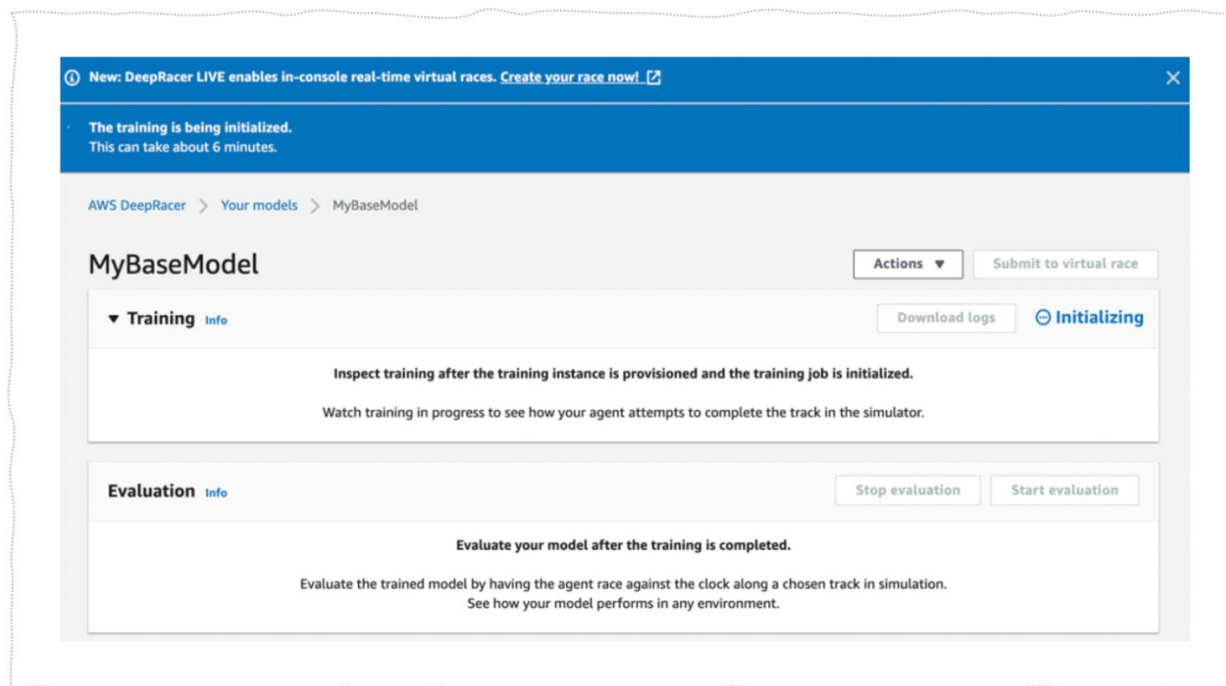 New: DeepRacer LIVE enables in-console real-time virtual races. Create your race now!
The training is being initialized.
This can take about 6 minutes.
AWS DeepRacer > Your models > MyBaseModel
MyBaseModel
Actions ▼ Submit to virtual race
▼ Training Info Download logs Initializing
Inspect training after the training instance is provisioned and the training job is initialized.
Watch training in progress to see how your agent attempts to complete the track in the simulator.
Evaluation Info Stop evaluation Start evaluation
Evaluate your model after the training is completed.
Evaluate the trained model by having the agent race against the clock along a chosen track in simulation.
See how your model performs in any environment.